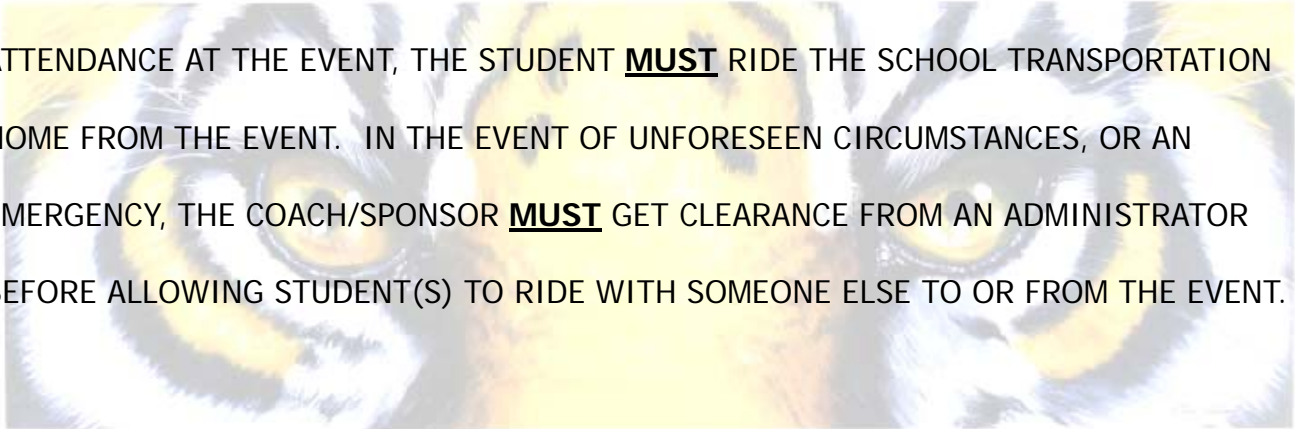 ATTENDANCE AT THE EVENT, THE STUDENT MUST RIDE THE SCHOOL TRANSPORTATION
HOME FROM THE EVENT. IN THE EVENT OF UNFORESEEN CIRCUMSTANCES, OR AN
EMERGENCY, THE COACH/SPONSOR MUST GET CLEARANCE FROM AN ADMINISTRATOR
BEFORE ALLOWING STUDENT(S) TO RIDE WITH SOMEONE ELSE TO OR FROM THE EVENT.